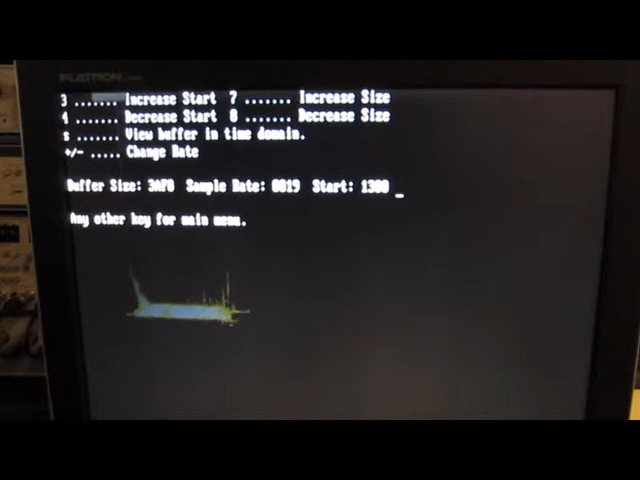 FLATRON
3 ....... Increase Start 7 ....... Increase Size
4 ....... Decrease Start 8 ....... Decrease Size
s ....... View buffer in time domain.
+/- ..... Change Rate
Buffer Size: 3AF0 Sample Rate: 0019 Start: 1300 _
Any other key for main menu.